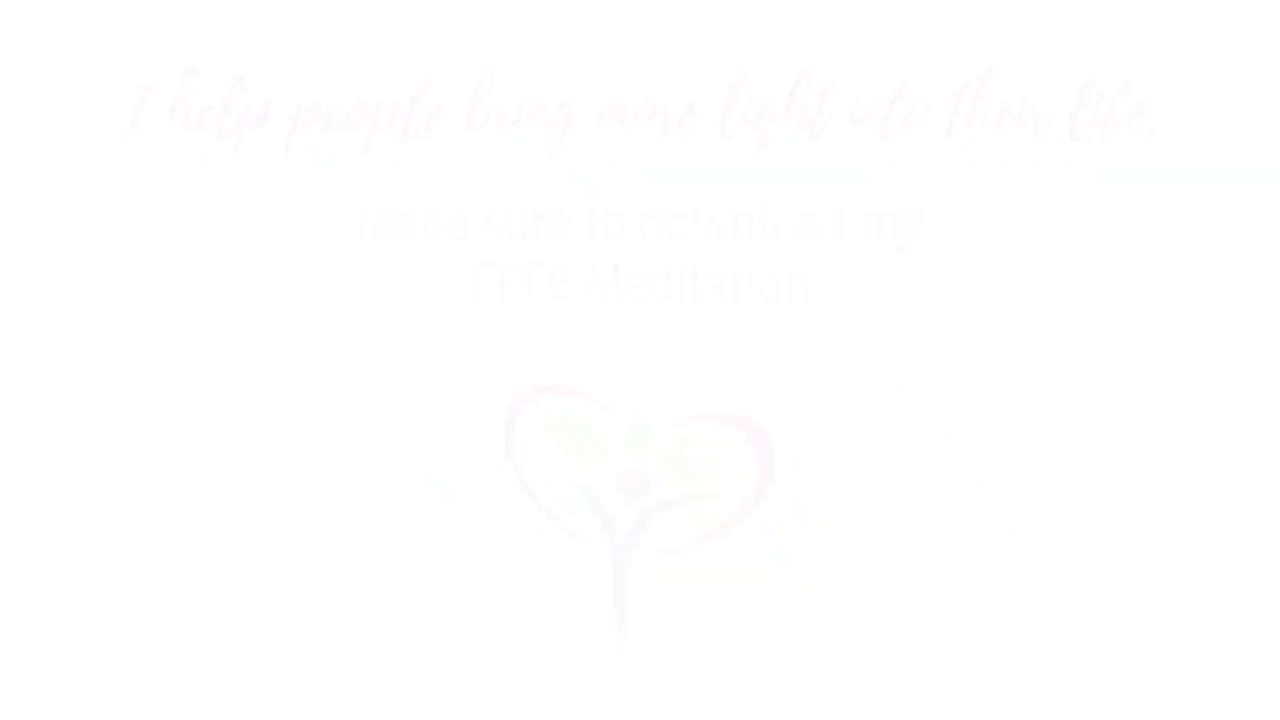 I help people bring more light into their life.
Make sure to download my
FREE Meditation